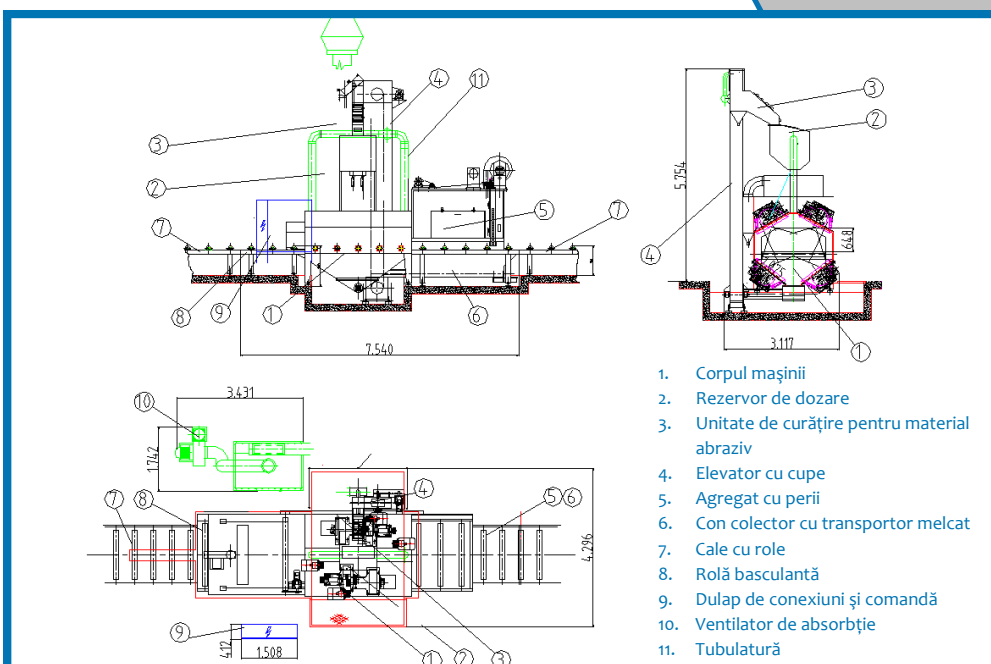 4
11
3
2
5
7
7
8
9
1
6
7.540
3
2
5.754
648
4
3.117
1
1. Corpul mașinii
2. Rezervor de dozare
3. Unitate de curățire pentru material
abraziv
4. Elevator cu cupe
5. Agregat cu perii
6. Con colector cu transportor melcat
7. Cale cu role
8. Rolă basculantă
9. Dulap de conexiuni și comandă
10. Ventilator de absorbție
11. Tubulatură
10
3.431
1.742
7
8
4
5/6
4.296
9
412
1.508
1
2
3